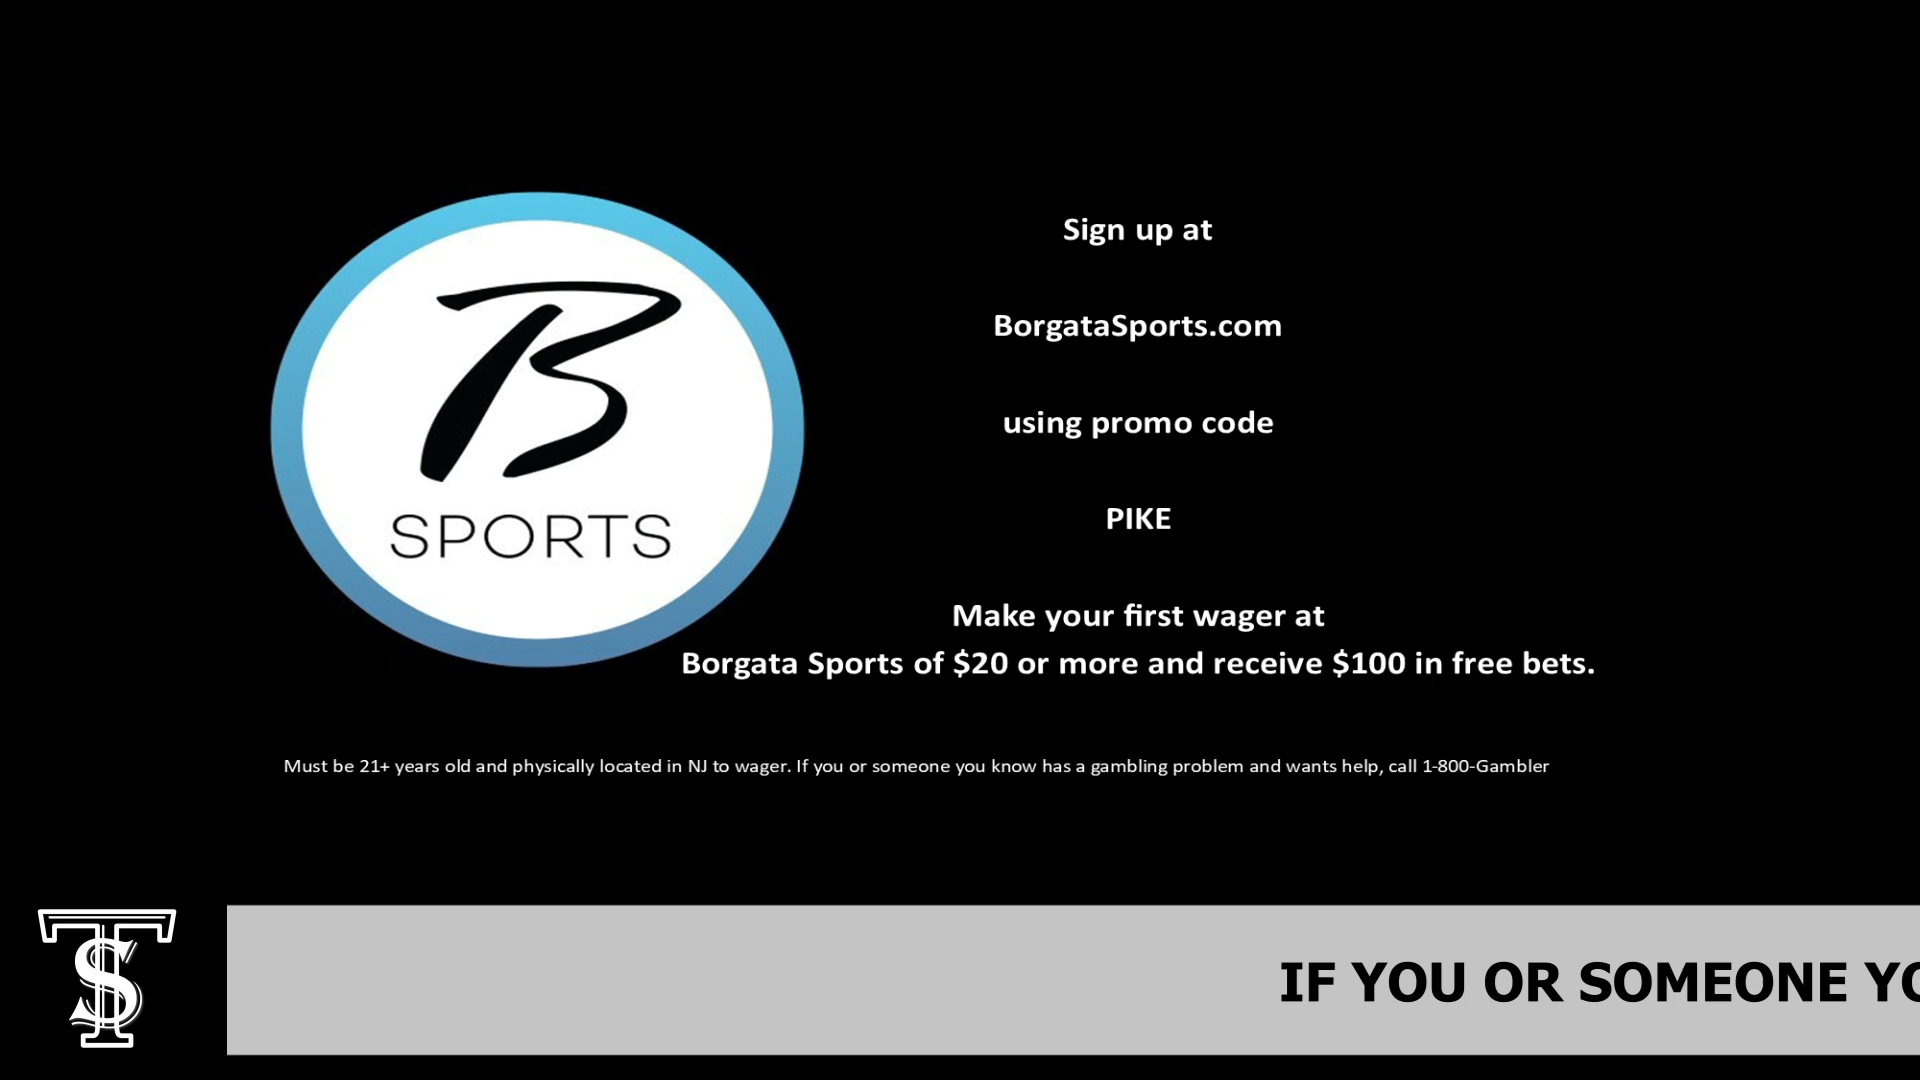 B
SPORTS
Sign up at
BorgataSports.com
using promo code
PIKE
Make your first wager at
Borgata Sports of $20 or more and receive $100 in free bets.
Must be 21+ years old and physically located in NJ to wager. If you or someone you know has a gambling problem and wants help, call 1-800-Gambler
TS
IF YOU OR SOMEONE YO